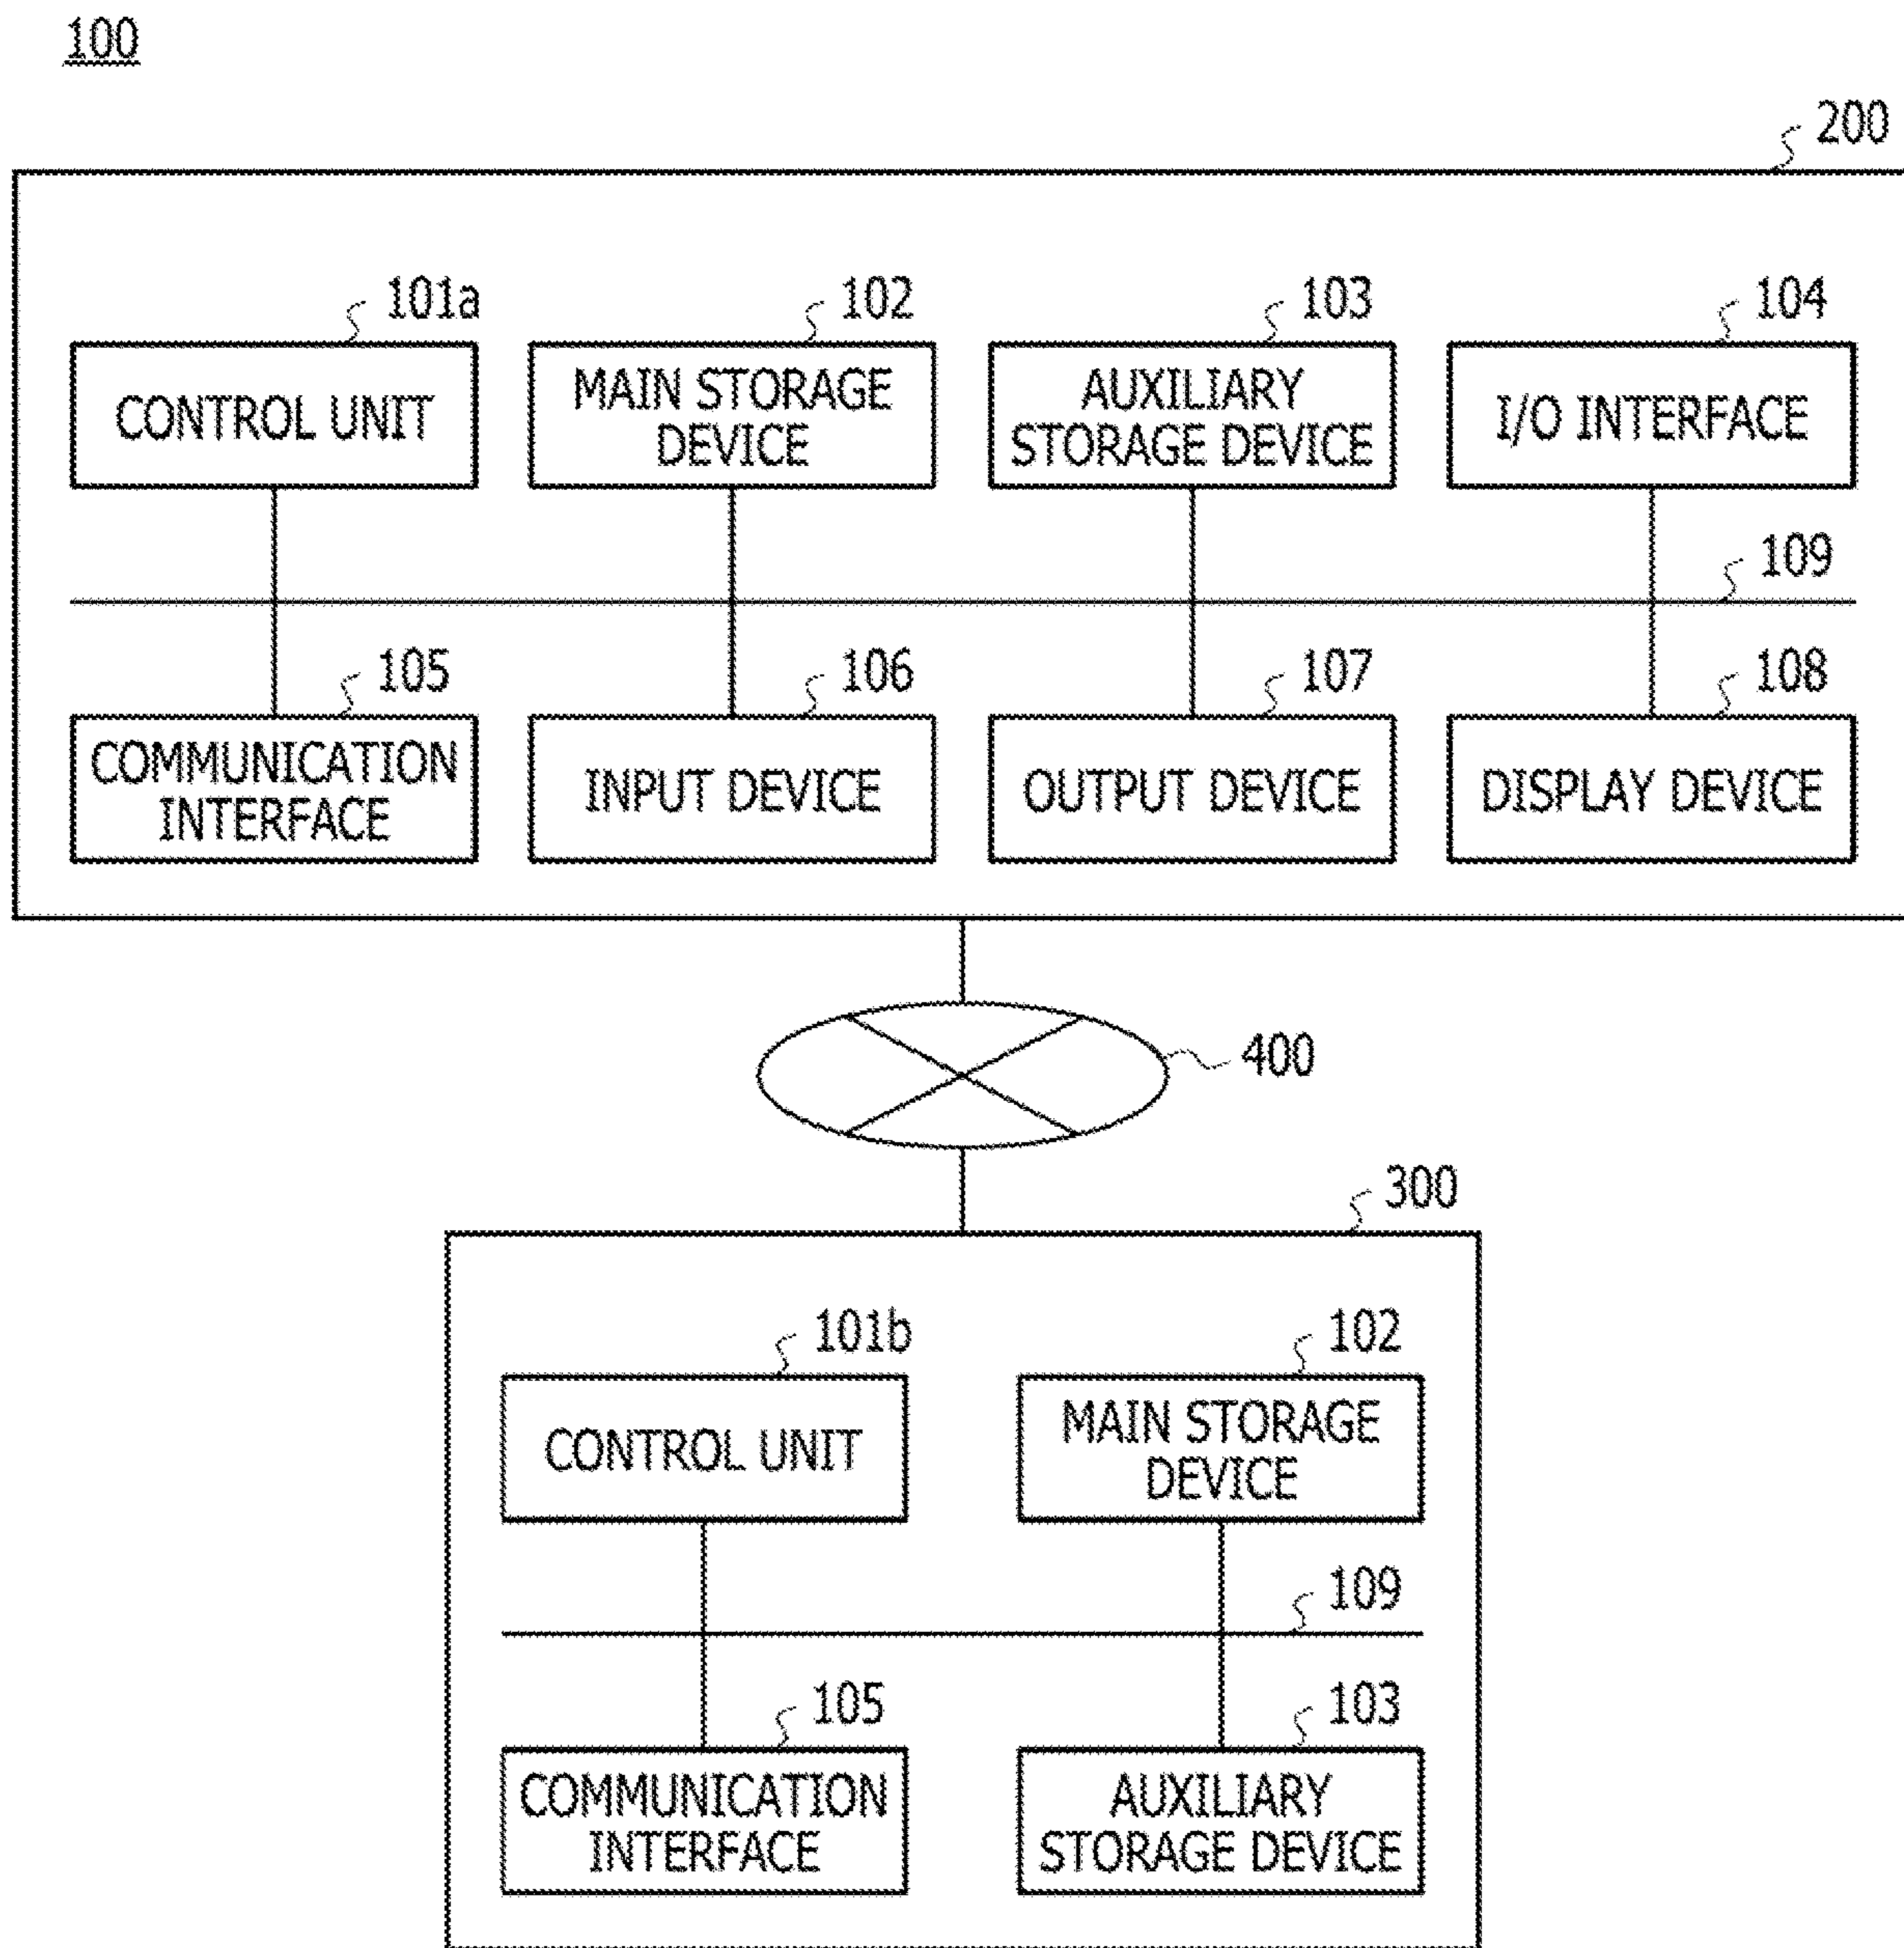 100
200
101a
102
103
104
CONTROL UNIT
MAIN STORAGE
DEVICE
AUXILIARY
STORAGE DEVICE
I/O INTERFACE
109
105
106
107
108
COMMUNICATION
INTERFACE
INPUT DEVICE
OUTPUT DEVICE
DISPLAY DEVICE
400
300
101b
102
CONTROL UNIT
MAIN STORAGE
DEVICE
109
105
103
COMMUNICATION
INTERFACE
AUXILIARY
STORAGE DEVICE